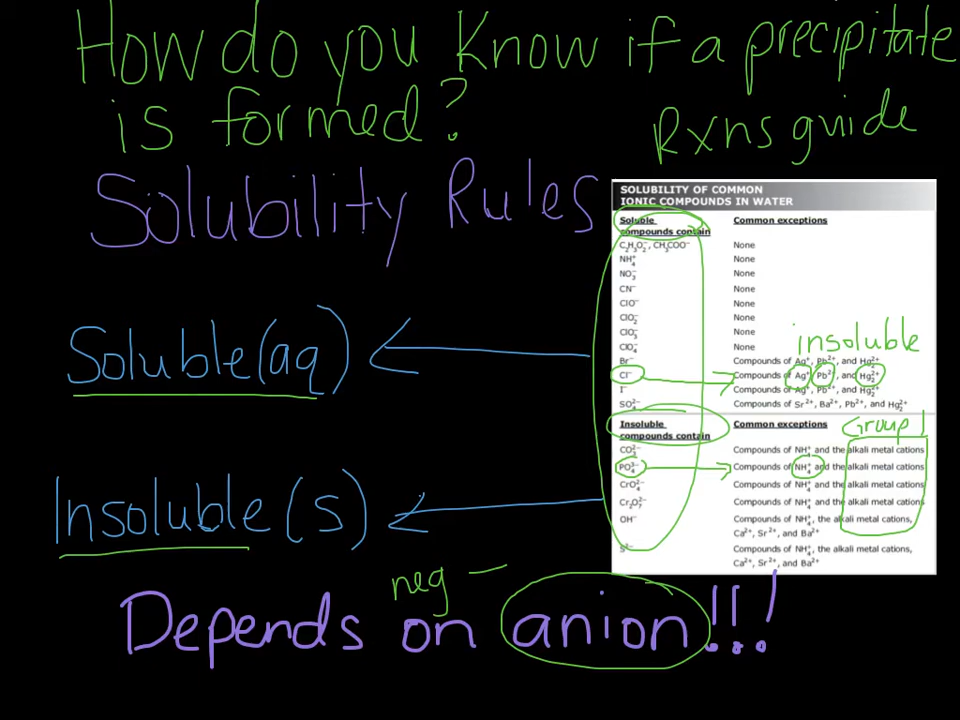 How do you know if a precipitate
is formed?
Rxns guide
Solubility Rules
SOLUBILITY OF COMMON
IONIC COMPOUNDS IN WATER
Soluble
compounds contain
Common exceptions
C₂H₃O₂⁻, CH₃COO⁻ None
NH₄⁺ None
NO₃⁻ None
CN⁻ None
ClO⁻ None
ClO₂⁻ None
ClO₃⁻ None
ClO₄⁻ None
insoluble
Br⁻ Compounds of Ag⁺, Pb²⁺, and Hg₂²⁺
Cl⁻ Compounds of Ag⁺, Pb²⁺, and Hg₂²⁺
I⁻ Compounds of Ag⁺, Pb²⁺, and Hg₂²⁺
SO₄²⁻ Compounds of Sr²⁺, Ba²⁺, Pb²⁺, and Hg₂²⁺
Group 1
Insoluble
compounds contain
Common exceptions
CO₃²⁻ Compounds of NH₄⁺ and the alkali metal cations
PO₄³⁻ Compounds of NH₄⁺ and the alkali metal cations
CrO₄²⁻ Compounds of NH₄⁺ and the alkali metal cations
Cr₂O₇²⁻ Compounds of NH₄⁺ and the alkali metal cations
OH⁻ Compounds of NH₄⁺, the alkali metal cations,
Ca²⁺, Sr²⁺, and Ba²⁺
S²⁻ Compounds of NH₄⁺, the alkali metal cations,
Ca²⁺, Sr²⁺, and Ba²⁺
Soluble (aq)
Insoluble (s)
neg −
Depends on anion!!!